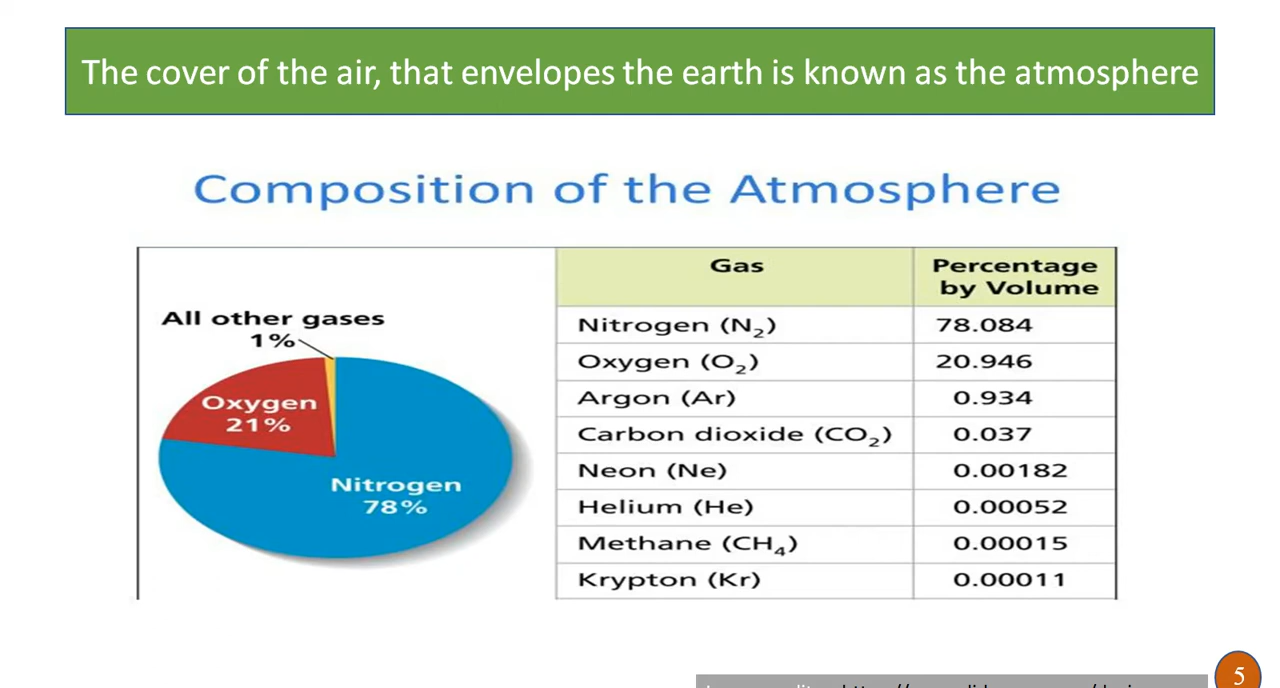 The cover of the air, that envelopes the earth is known as the atmosphere
Composition of the Atmosphere
All other gases
1%
Oxygen
21%
Nitrogen
78%
Gas Percentage by Volume
Nitrogen (N₂) 78.084
Oxygen (O₂) 20.946
Argon (Ar) 0.934
Carbon dioxide (CO₂) 0.037
Neon (Ne) 0.00182
Helium (He) 0.00052
Methane (CH₄) 0.00015
Krypton (Kr) 0.00011
5